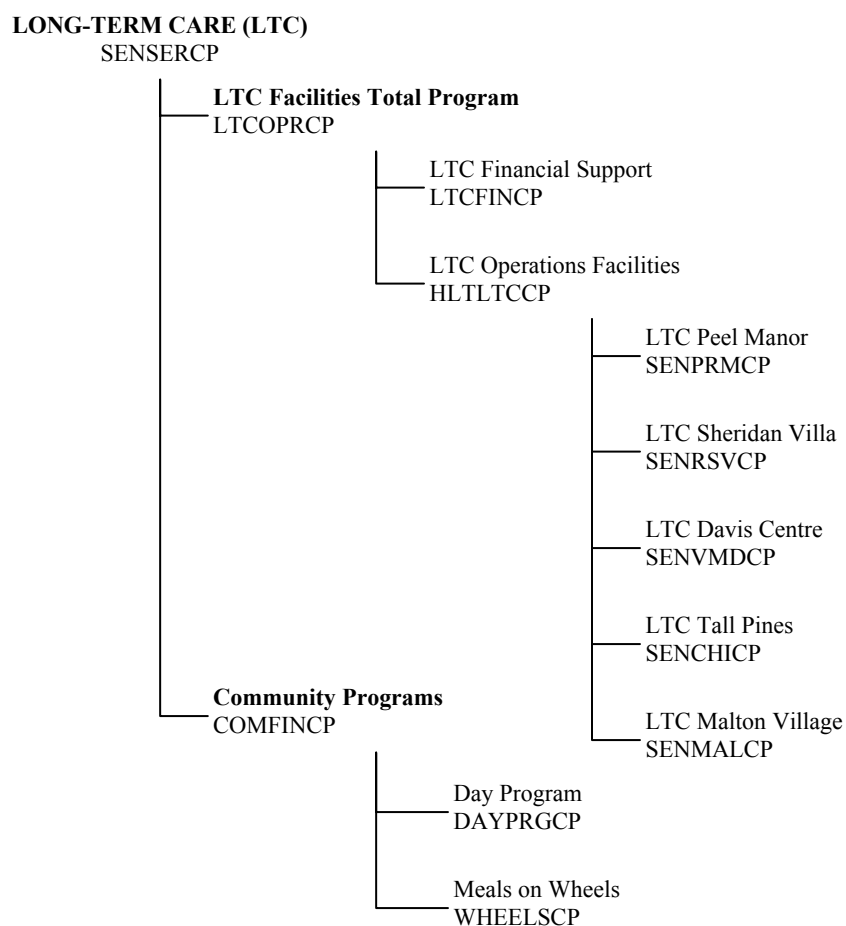 LONG-TERM CARE (LTC)
SENSERCP
LTC Facilities Total Program
LTCOPRCP
LTC Financial Support
LTCFINCP
LTC Operations Facilities
HLTLTCCP
LTC Peel Manor
SENPRMCP
LTC Sheridan Villa
SENRSVCP
LTC Davis Centre
SENVMDCP
LTC Tall Pines
SENCHICP
LTC Malton Village
SENMALCP
Community Programs
COMFINCP
Day Program
DAYPRGCP
Meals on Wheels
WHEELSCP